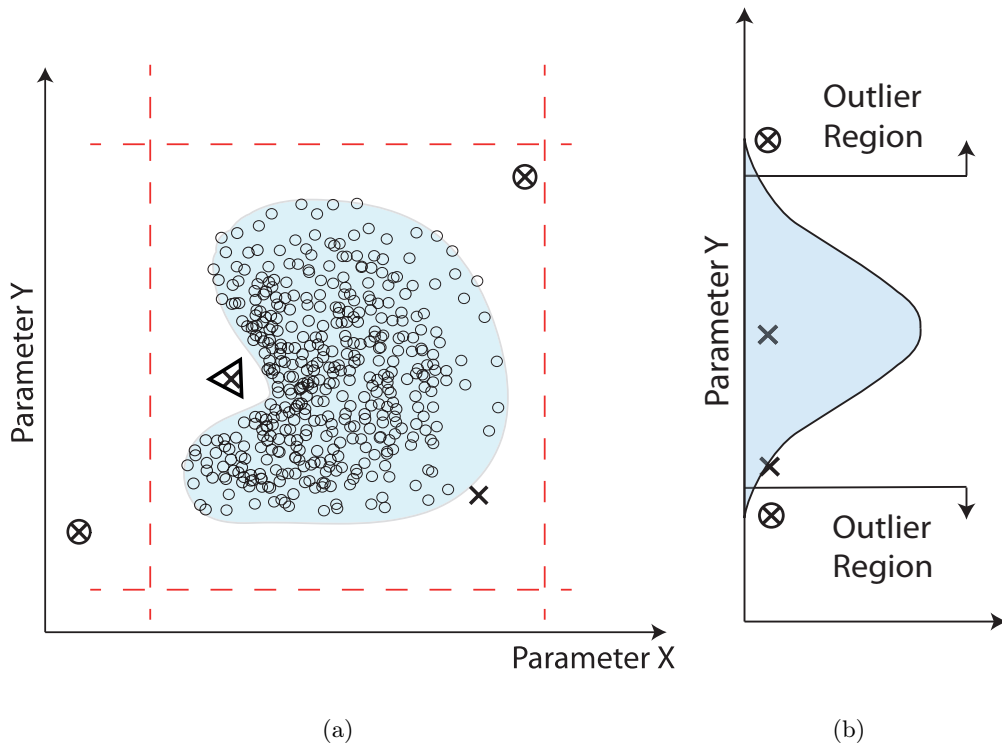 Parameter Y
Parameter X
(a)
Parameter Y
Outlier
Region
Outlier
Region
(b)